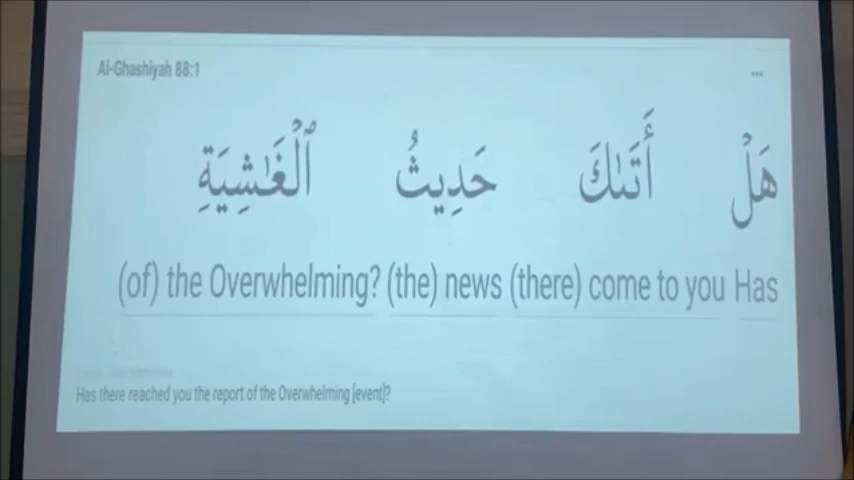 Al-Ghashiyah 88:1
...
هَلْ أَتَىٰكَ حَدِيثُ ٱلْغَٰشِيَةِ
(of) the Overwhelming? (the) news (there) come to you Has
Has there reached you the report of the Overwhelming [event]?